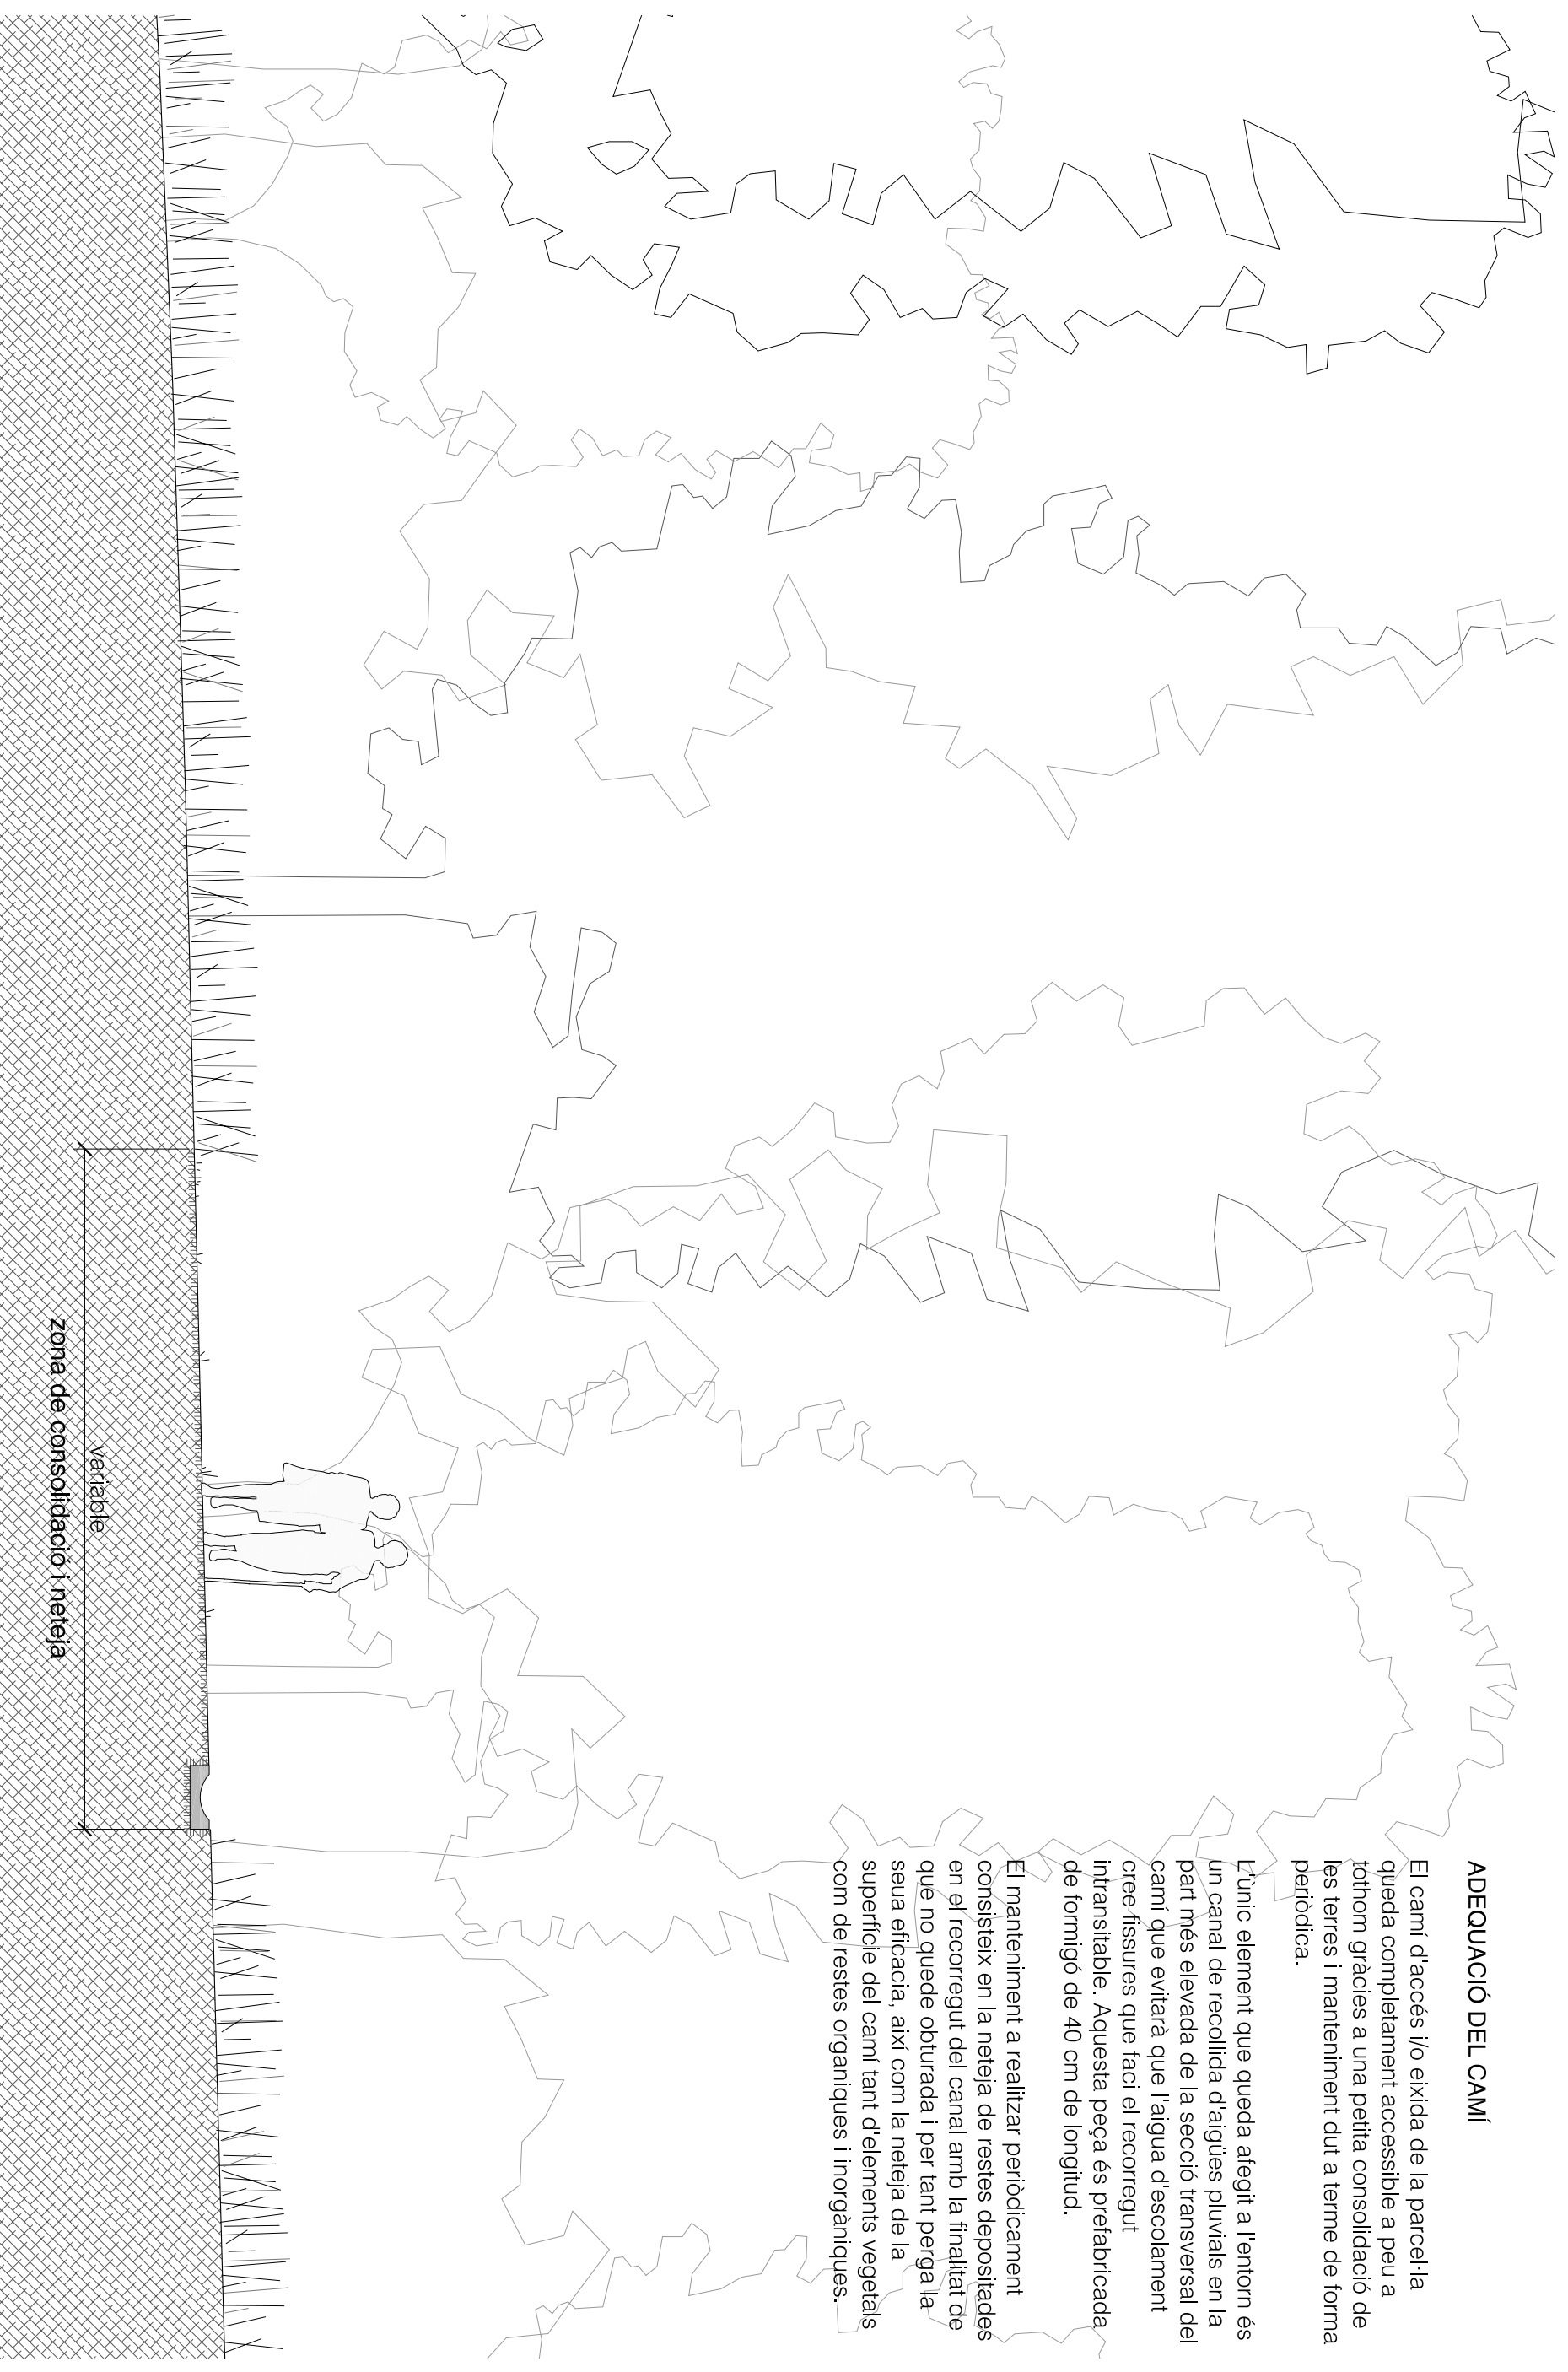 ADEQUACIÓ DEL CAMÍ
El camí d'accés i/o eixida de la parcel·la
queda completament accessible a peu a
tothom gràcies a una petita consolidació de
les terres i manteniment dut a terme de forma
periòdica.
L'ùnic element que queda afegit a l'entorn és
un canal de recollida d'aigües pluvials en la
part més elevada de la secció transversal del
camí que evitarà que l'aigua d'escolament
cree fissures que faci el recorregut
intransitable. Aquesta peça és prefabricada
de formigó de 40 cm de longitud.
El manteniment a realitzar periòdicament
consisteix en la neteja de restes depositades
en el recorregut del canal amb la finalitat de
que no quede obturada i per tant perga la
seua eficacia, així com la neteja de la
superfície del camí tant d'elements vegetals
com de restes organiques i inorgàniques.
variable
zona de consolidació i neteja